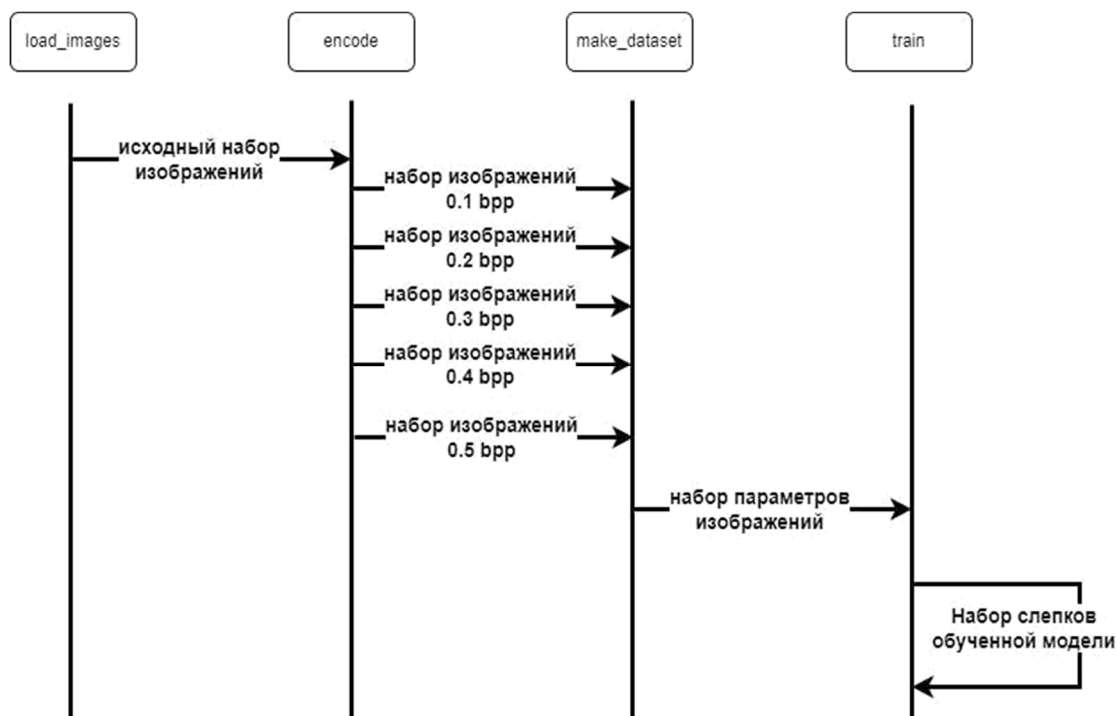 load_images
encode
make_dataset
train
исходный набор
изображений
набор изображений
0.1 bpp
набор изображений
0.2 bpp
набор изображений
0.3 bpp
набор изображений
0.4 bpp
набор изображений
0.5 bpp
набор параметров
изображений
Набор слепков
обученной модели